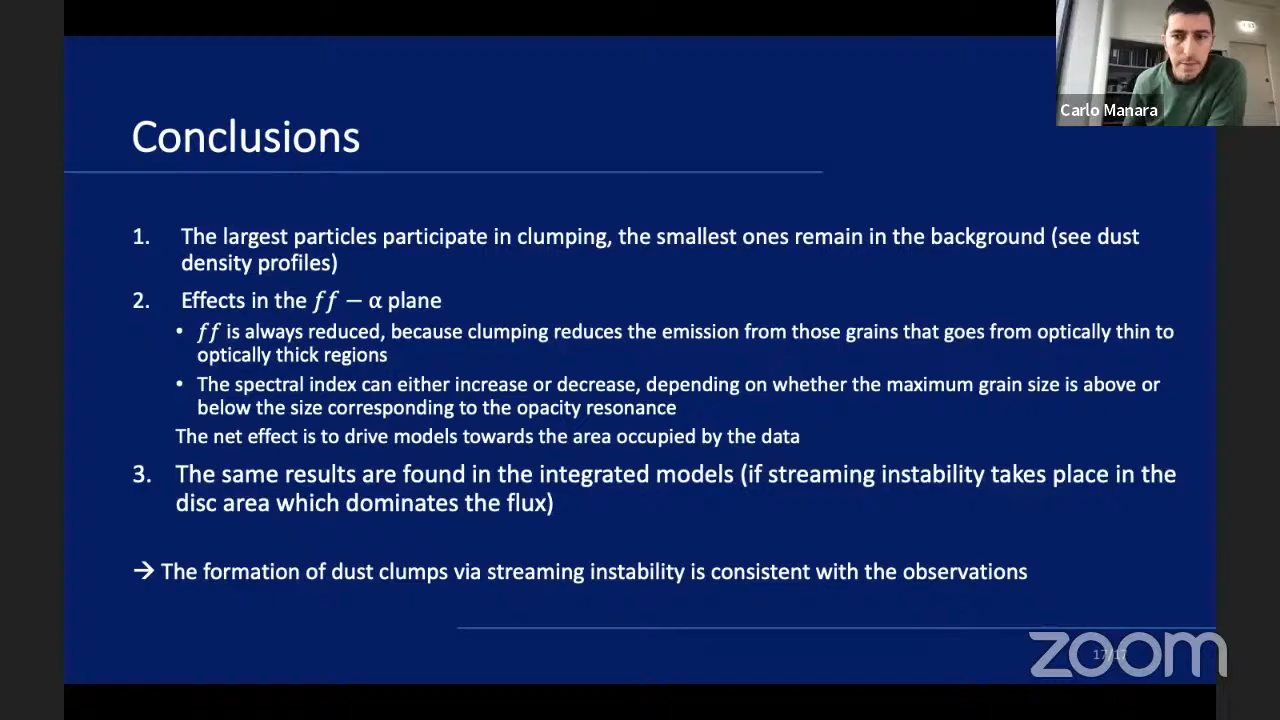 Carlo Manara
Conclusions
1. The largest particles participate in clumping, the smallest ones remain in the background (see dust
density profiles)
2. Effects in the ff − α plane
• ff is always reduced, because clumping reduces the emission from those grains that goes from optically thin to
optically thick regions
• The spectral index can either increase or decrease, depending on whether the maximum grain size is above or
below the size corresponding to the opacity resonance
The net effect is to drive models towards the area occupied by the data
3. The same results are found in the integrated models (if streaming instability takes place in the
disc area which dominates the flux)
→ The formation of dust clumps via streaming instability is consistent with the observations
17/17
zoom